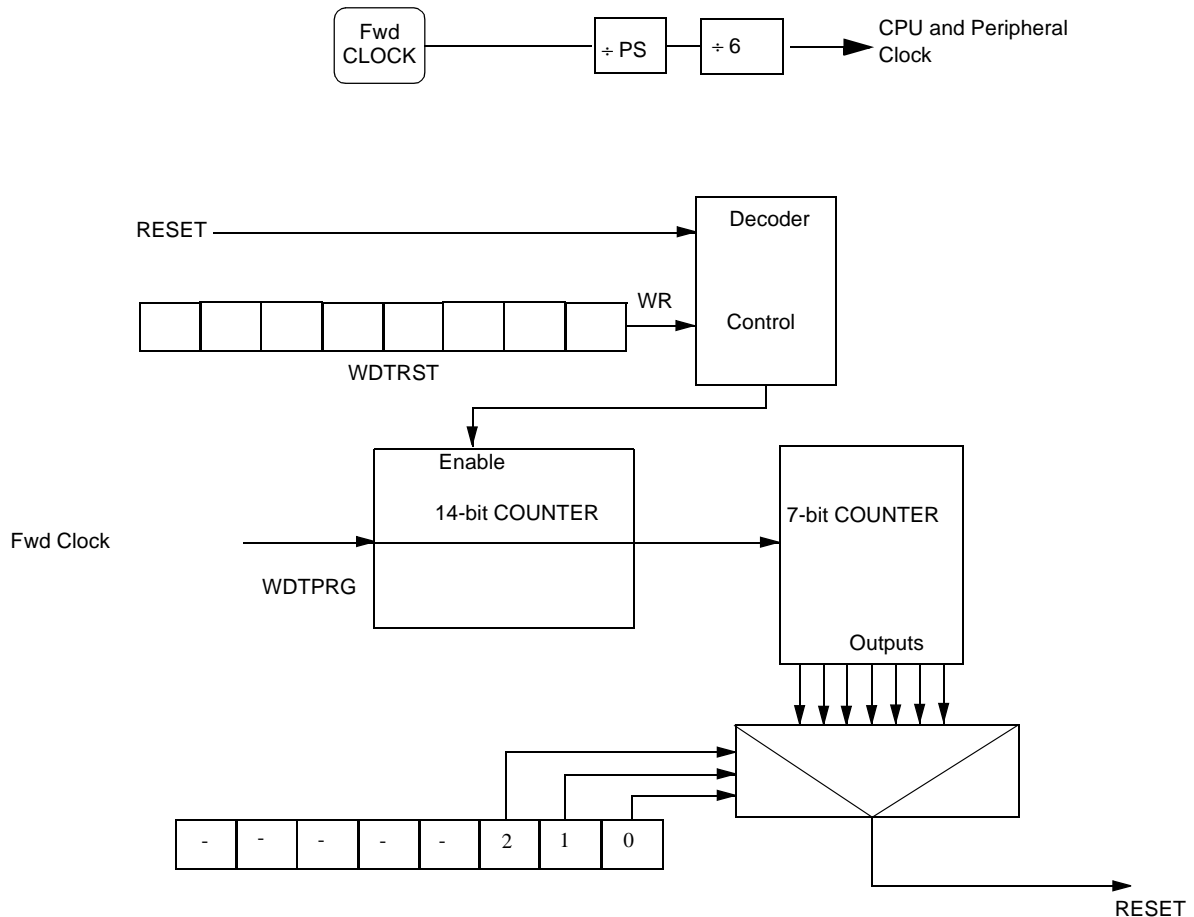 Fwd
CLOCK
÷ PS
÷ 6
CPU and Peripheral
Clock
RESET
Decoder
WR
Control
WDTRST
Enable
14-bit COUNTER
7-bit COUNTER
Fwd Clock
WDTPRG
Outputs
- - - - - 2 1 0
RESET